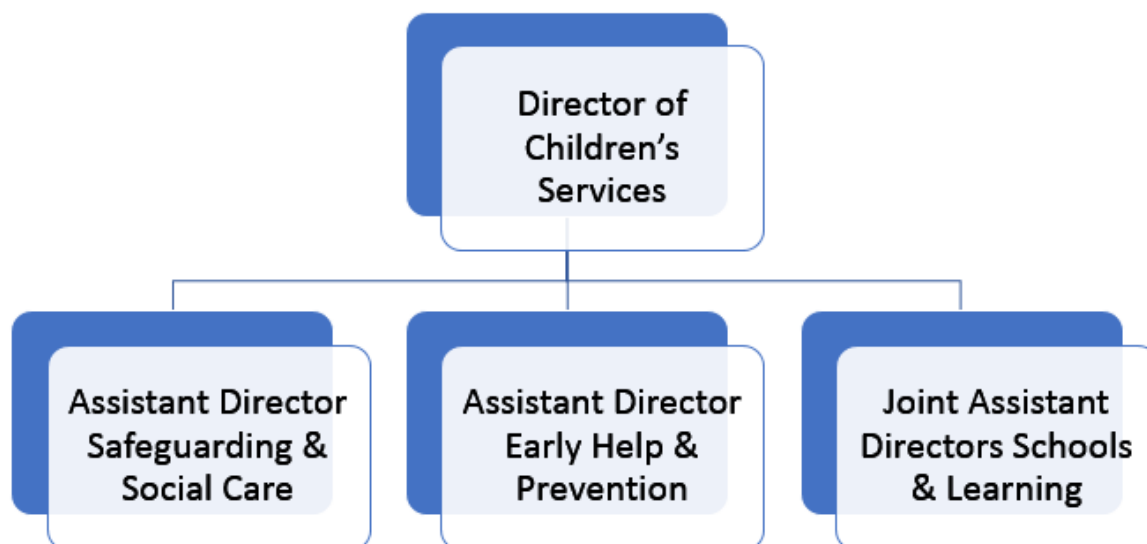 Director of
Children’s
Services
Assistant Director
Safeguarding &
Social Care
Assistant Director
Early Help &
Prevention
Joint Assistant
Directors Schools
& Learning